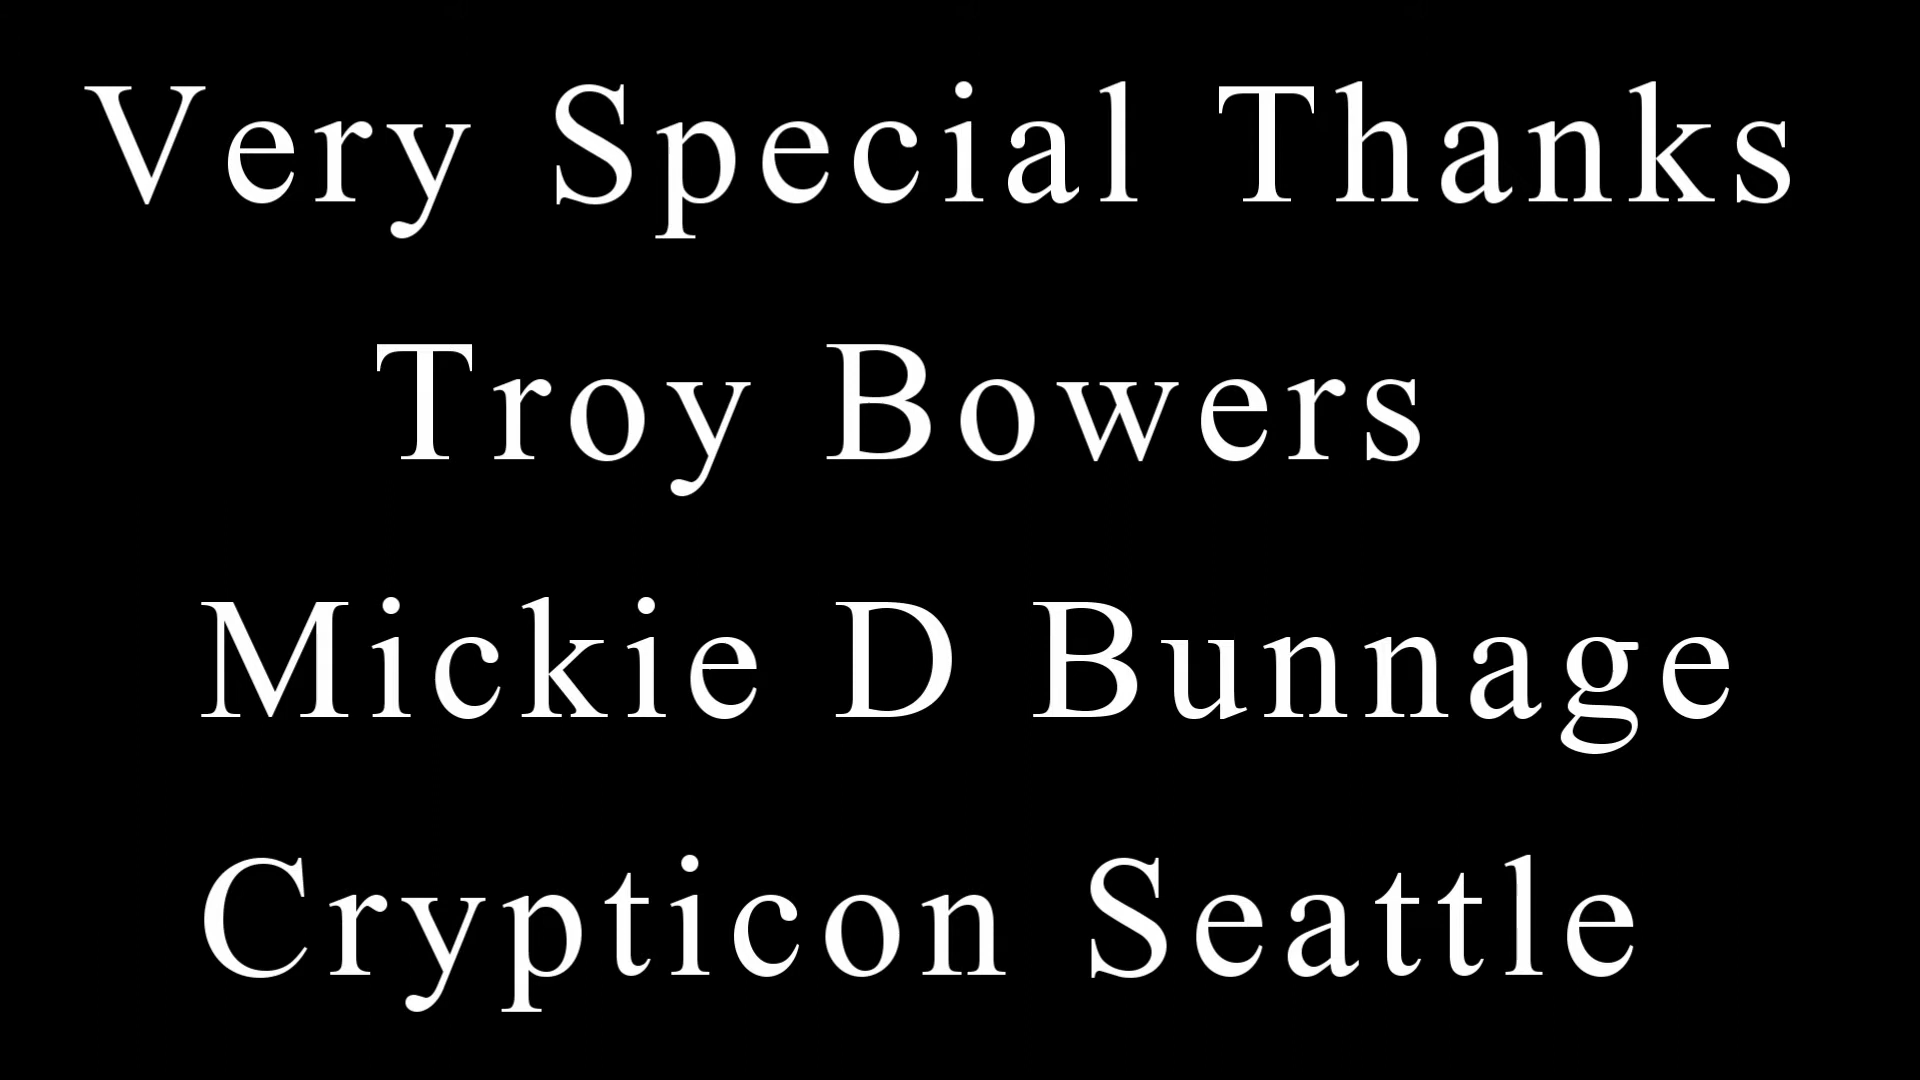 Very Special Thanks
Troy Bowers
Mickie D Bunnage
Crypticon Seattle